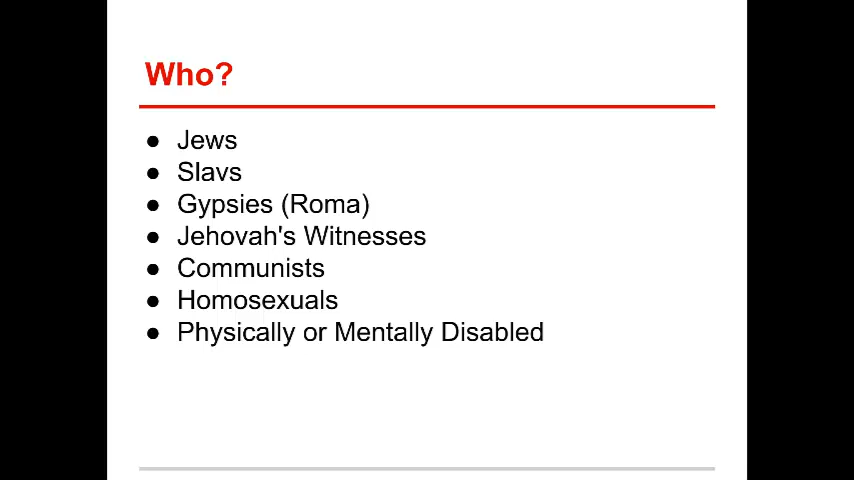 Who?
● Jews
● Slavs
● Gypsies (Roma)
● Jehovah's Witnesses
● Communists
● Homosexuals
● Physically or Mentally Disabled